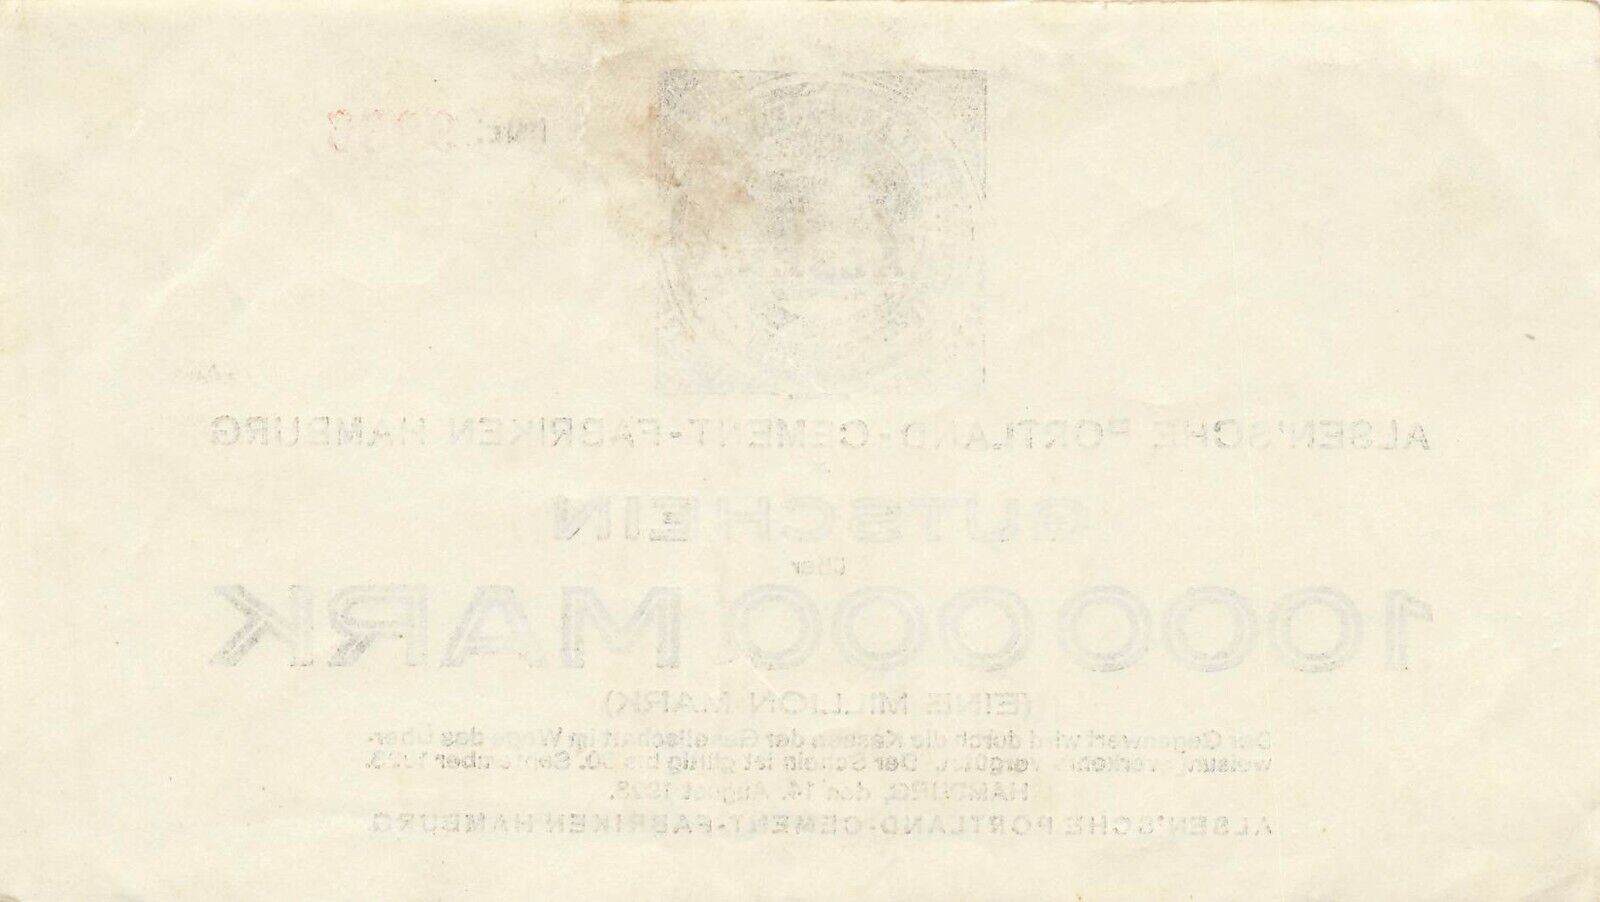 ALSEN'SCHE PORTLAND-CEMENT-FABRIKEN HAMBURG
GUTSCHEIN
über
1000000 MARK
(EINE MILLION MARK)
Der Gegenwert wird durch die Kassen der Gesellschaft im Wege des Über-
weisungsverkehrs vergütet. Der Schein ist gültig bis 30. September 1923.
HAMBURG, den 14. August 1923.
ALSEN'SCHE PORTLAND-CEMENT-FABRIKEN HAMBURG